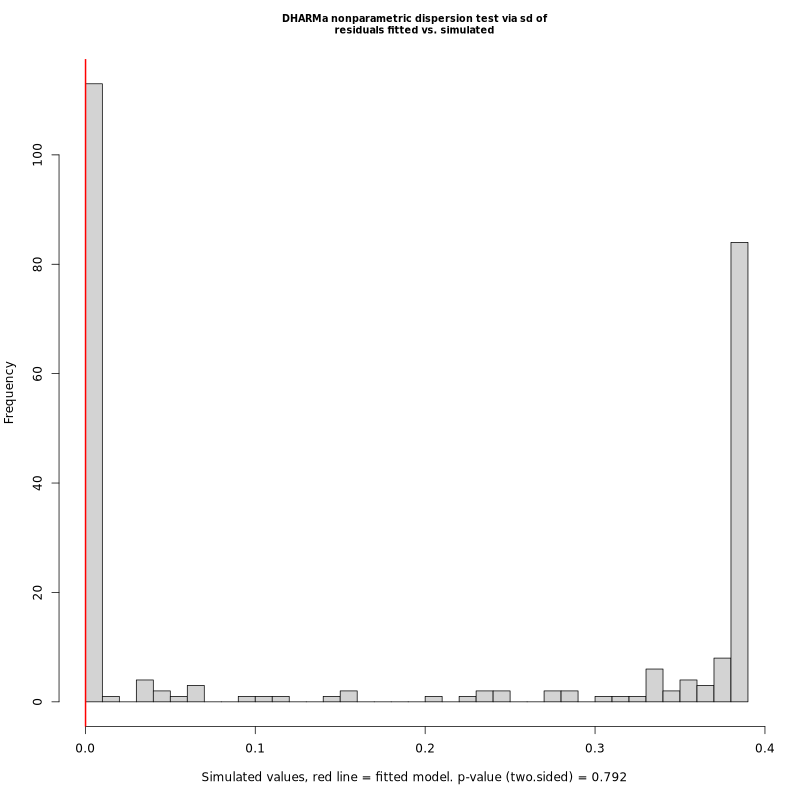 DHARMa nonparametric dispersion test via sd of
residuals fitted vs. simulated
Frequency
100
80
60
40
20
0
0.0 0.1 0.2 0.3 0.4
Simulated values, red line = fitted model. p-value (two.sided) = 0.792